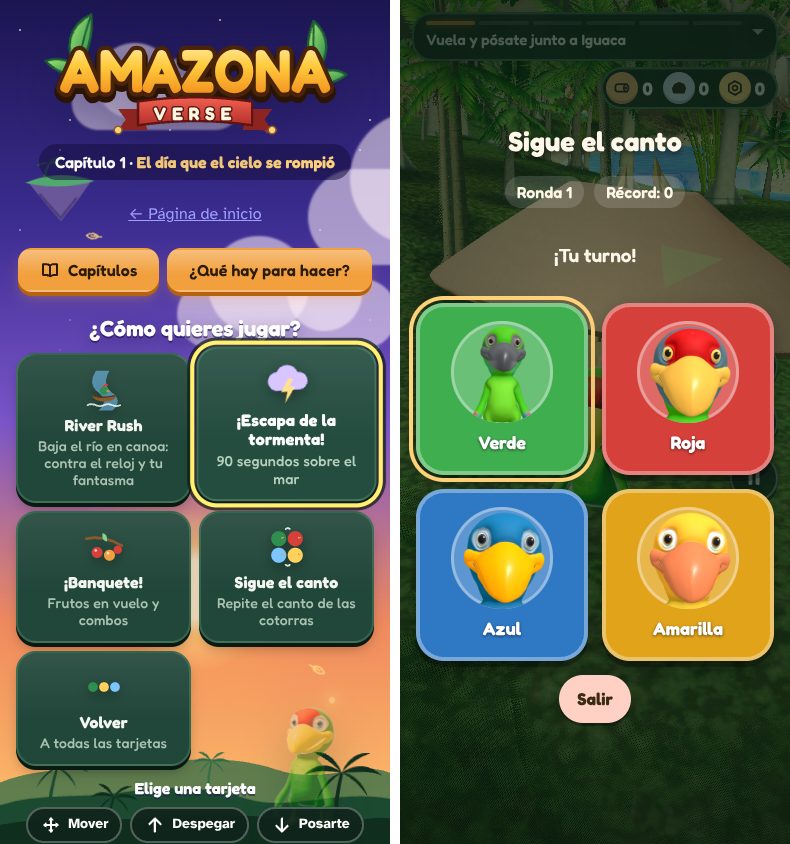 AMAZONA
VERSE
Capítulo 1 · El día que el cielo se rompió
← Página de inicio
Capítulos
¿Qué hay para hacer?
¿Cómo quieres jugar?
River Rush
Baja el río en canoa:
contra el reloj y tu
fantasma
¡Escapa de la
tormenta!
90 segundos sobre el
mar
¡Banquete!
Frutos en vuelo y
combos
Sigue el canto
Repite el canto de las
cotorras
Volver
A todas las tarjetas
Elige una tarjeta
Mover
Despegar
Posarte
Vuela y pósate junto a Iguaca
0
0
0
Sigue el canto
Ronda 1
Récord: 0
¡Tu turno!
Verde
Roja
Azul
Amarilla
Salir